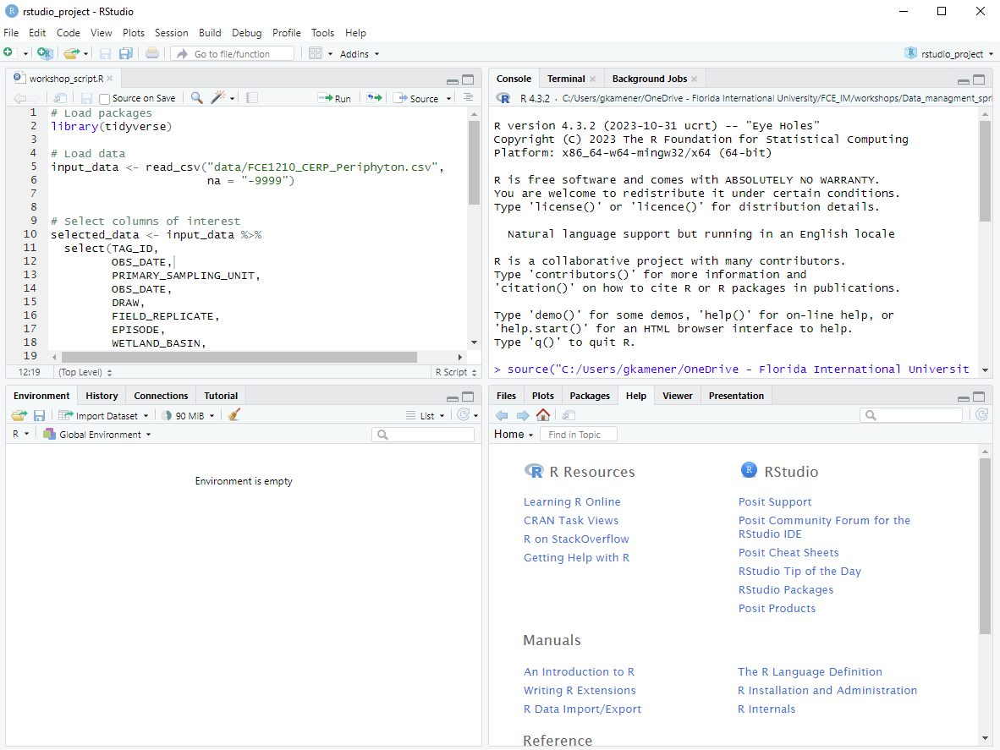 rstudio_project - RStudio
File Edit Code View Plots Session Build Debug Profile Tools Help
Go to file/function Addins rstudio_project
workshop_script.R
Source on Save Run Source
1 # Load packages
2 library(tidyverse)
3
4 # Load data
5 input_data <- read_csv("data/FCE1210_CERP_Periphyton.csv",
6 na = "-9999")
7
8
9 # Select columns of interest
10 selected_data <- input_data %>%
11 select(TAG_ID,
12 OBS_DATE,
13 PRIMARY_SAMPLING_UNIT,
14 OBS_DATE,
15 DRAW,
16 FIELD_REPLICATE,
17 EPISODE,
18 WETLAND_BASIN,
19
12:19 (Top Level) R Script
Console Terminal Background Jobs
R 4.3.2 · C:/Users/gkamener/OneDrive - Florida International University/FCE_IM/workshops/Data_managment_spri
R version 4.3.2 (2023-10-31 ucrt) -- "Eye Holes"
Copyright (C) 2023 The R Foundation for Statistical Computing
Platform: x86_64-w64-mingw32/x64 (64-bit)
R is free software and comes with ABSOLUTELY NO WARRANTY.
You are welcome to redistribute it under certain conditions.
Type 'license()' or 'licence()' for distribution details.
Natural language support but running in an English locale
R is a collaborative project with many contributors.
Type 'contributors()' for more information and
'citation()' on how to cite R or R packages in publications.
Type 'demo()' for some demos, 'help()' for on-line help, or
'help.start()' for an HTML browser interface to help.
Type 'q()' to quit R.
> source("C:/Users/gkamener/OneDrive - Florida International Universit
Environment History Connections Tutorial
Import Dataset 90 MiB List
R Global Environment
Environment is empty
Files Plots Packages Help Viewer Presentation
Home Find in Topic
R Resources
Learning R Online
CRAN Task Views
R on StackOverflow
Getting Help with R
RStudio
Posit Support
Posit Community Forum for the
RStudio IDE
Posit Cheat Sheets
RStudio Tip of the Day
RStudio Packages
Posit Products
Manuals
An Introduction to R
Writing R Extensions
R Data Import/Export
The R Language Definition
R Installation and Administration
R Internals
Reference